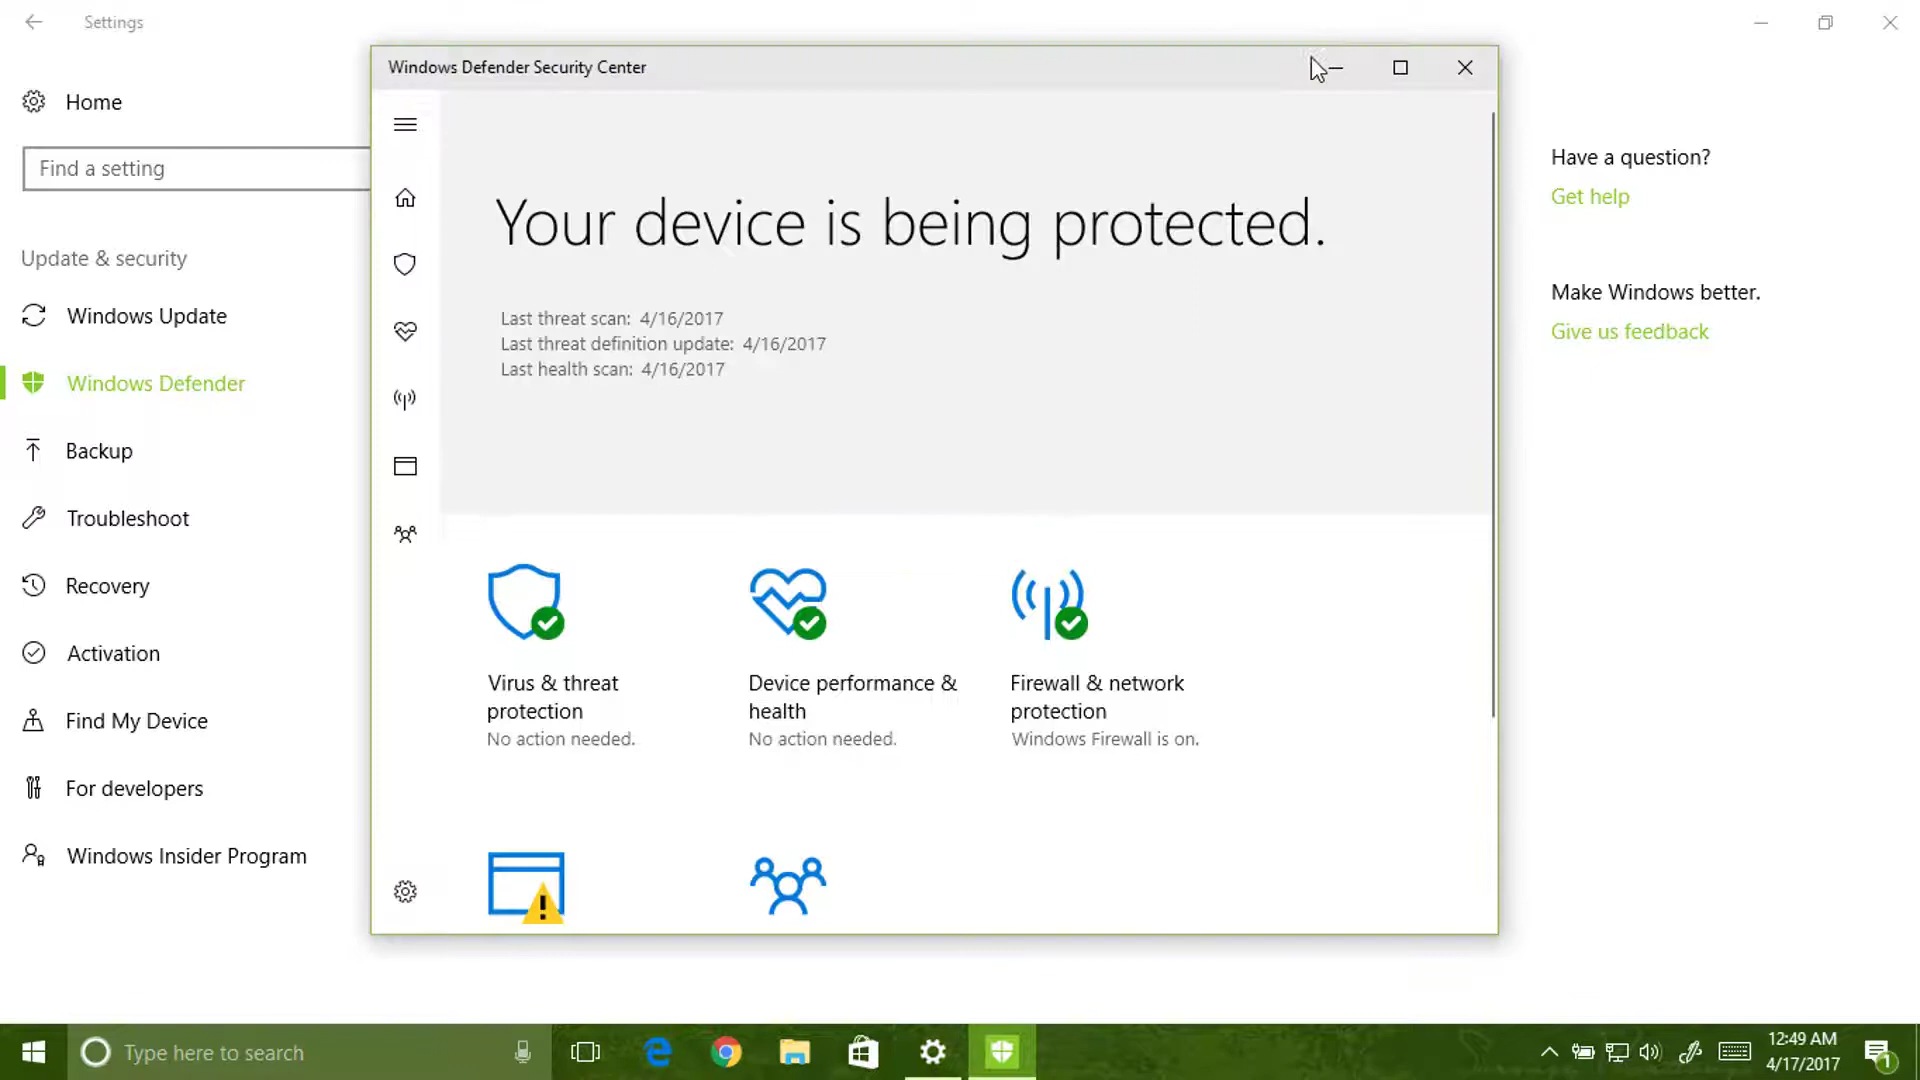 Settings
Home
Find a setting
Update & security
Windows Update
Windows Defender
Backup
Troubleshoot
Recovery
Activation
Find My Device
For developers
Windows Insider Program
Windows Defender Security Center
Your device is being protected.
Last threat scan: 4/16/2017
Last threat definition update: 4/16/2017
Last health scan: 4/16/2017
Virus & threat
protection
No action needed.
Device performance &
health
No action needed.
Firewall & network
protection
Windows Firewall is on.
Have a question?
Get help
Make Windows better.
Give us feedback
Type here to search
12:49 AM
4/17/2017
1